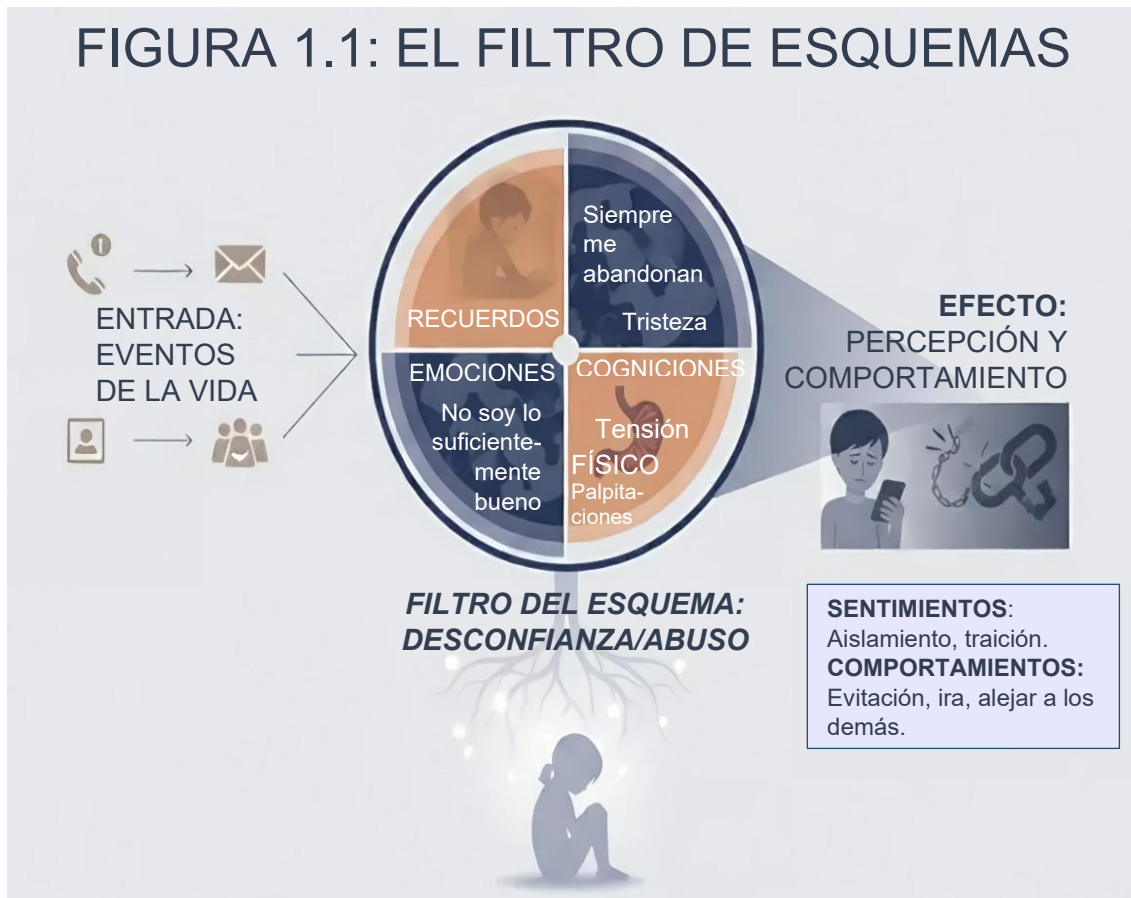 FIGURA 1.1: EL FILTRO DE ESQUEMAS
1
ENTRADA:
EVENTOS
DE LA VIDA
RECUERDOS
Siempre
me
abandonan
Tristeza
EMOCIONES
No soy lo
suficiente-
mente
bueno
COGNICIONES
Tensión
FÍSICO
Palpita-
ciones
EFECTO:
PERCEPCIÓN Y
COMPORTAMIENTO
FILTRO DEL ESQUEMA:
DESCONFIANZA/ABUSO
SENTIMIENTOS:
Aislamiento, traición.
COMPORTAMIENTOS:
Evitación, ira, alejar a los
demás.